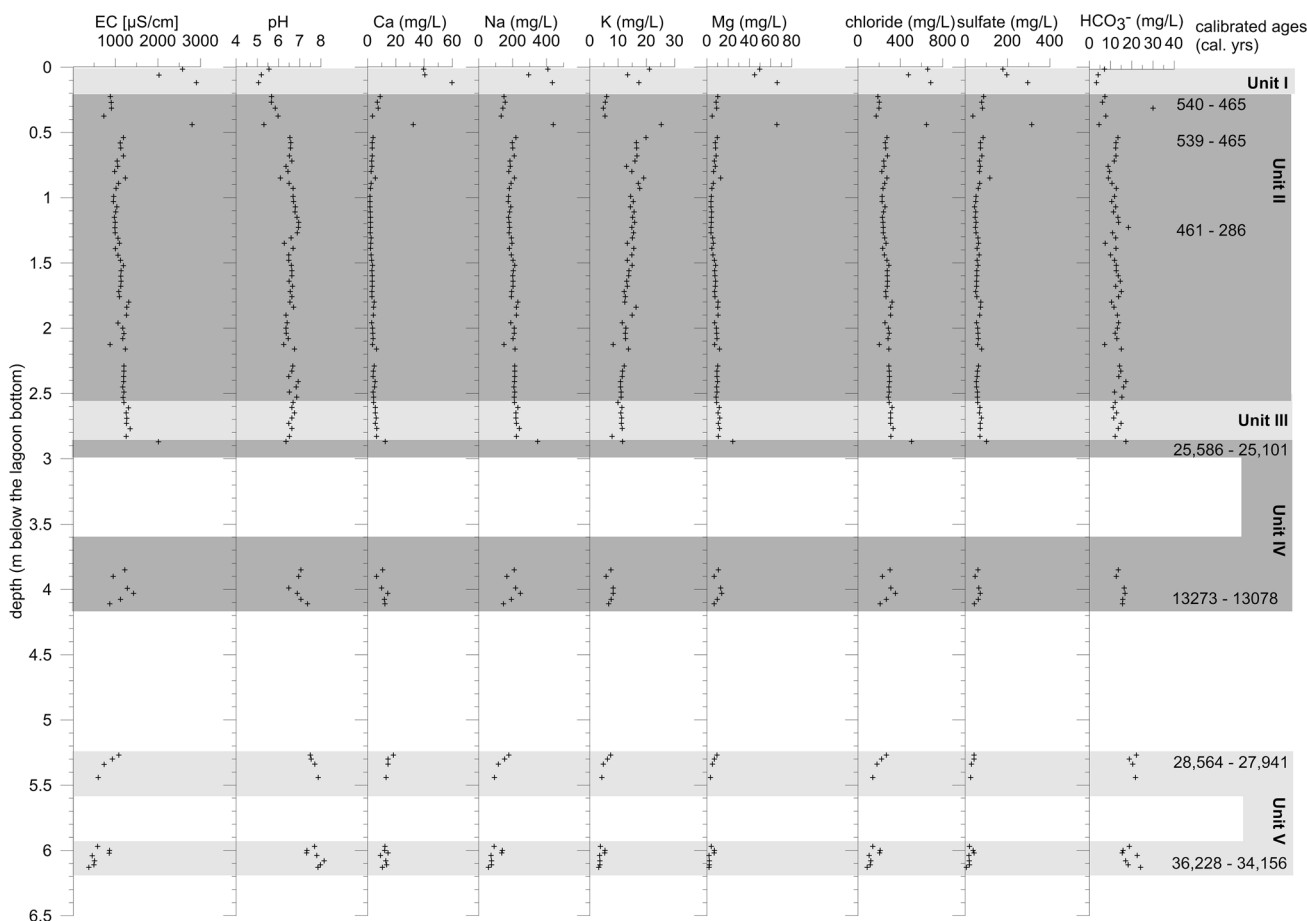 EC [µS/cm] pH Ca (mg/L) Na (mg/L) K (mg/L) Mg (mg/L) chloride (mg/L) sulfate (mg/L) HCO3- (mg/L) calibrated ages
(cal. yrs)
1000 2000 3000 4 5 6 7 8 0 20 40 60 0 200 400 0 10 20 30 0 20 40 60 80 0 400 800 0 200 400 0 10 20 30 40
0
Unit I
540 - 465
0.5
539 - 465
Unit II
1
461 - 286
1.5
2
2.5
Unit III
25,586 - 25,101
3
3.5
Unit IV
depth (m below the lagoon bottom)
4
13273 - 13078
4.5
5
28,564 - 27,941
5.5
Unit V
6
36,228 - 34,156
6.5